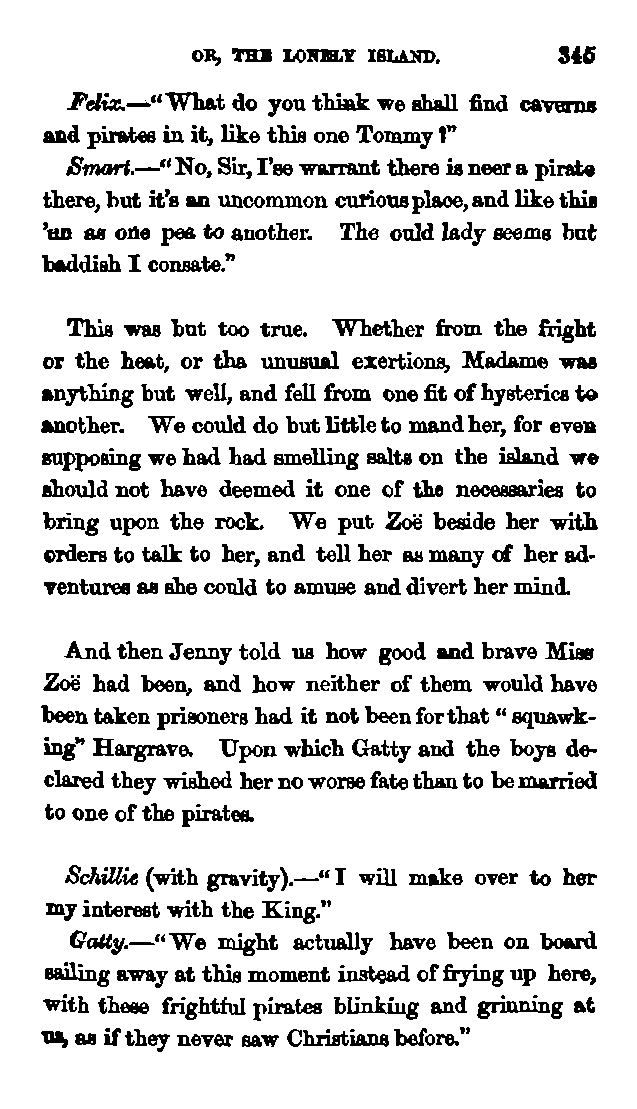 OR, THE LONELY ISLAND. 345
Felix.—"What do you think we shall find caverns
and pirates in it, like this one Tommy?"
Smart.—"No, Sir, I'se warrant there is neer a pirate
there, but it's an uncommon curious place, and like this
'un as one pea to another. The ould lady seems but
baddish I consate."
This was but too true. Whether from the fright
or the heat, or the unusual exertions, Madame was
anything but well, and fell from one fit of hysterics to
another. We could do but little to mand her, for even
supposing we had had smelling salts on the island we
should not have deemed it one of the necessaries to
bring upon the rock. We put Zoë beside her with
orders to talk to her, and tell her as many of her ad-
ventures as she could to amuse and divert her mind.
And then Jenny told us how good and brave Miss
Zoë had been, and how neither of them would have
been taken prisoners had it not been for that "squawk-
ing" Hargrave. Upon which Gatty and the boys de-
clared they wished her no worse fate than to be married
to one of the pirates.
Schillie (with gravity).—"I will make over to her
my interest with the King."
Gatty.—"We might actually have been on board
sailing away at this moment instead of frying up here,
with these frightful pirates blinking and grinning at
us, as if they never saw Christians before."